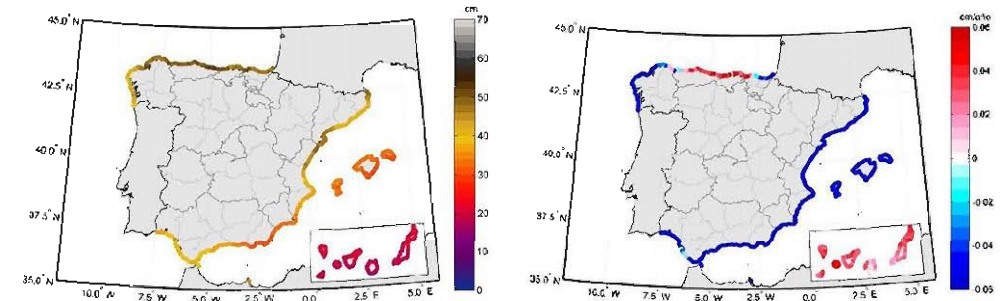 cm
45.0° N
42.5° N
40.0° N
37.5° N
35.0° N
10.0° W
7.5° W
5.0° W
2.5° W
0.0
2.5° E
5.0° E
70
60
50
40
30
20
10
0
cm/año
45.0° N
42.5° N
40.0° N
37.5° N
35.0° N
10.0° W
7.5° W
5.0° W
2.5° W
0.0
2.5° E
5.0° E
0.06
0.04
0.02
0
-0.02
-0.04